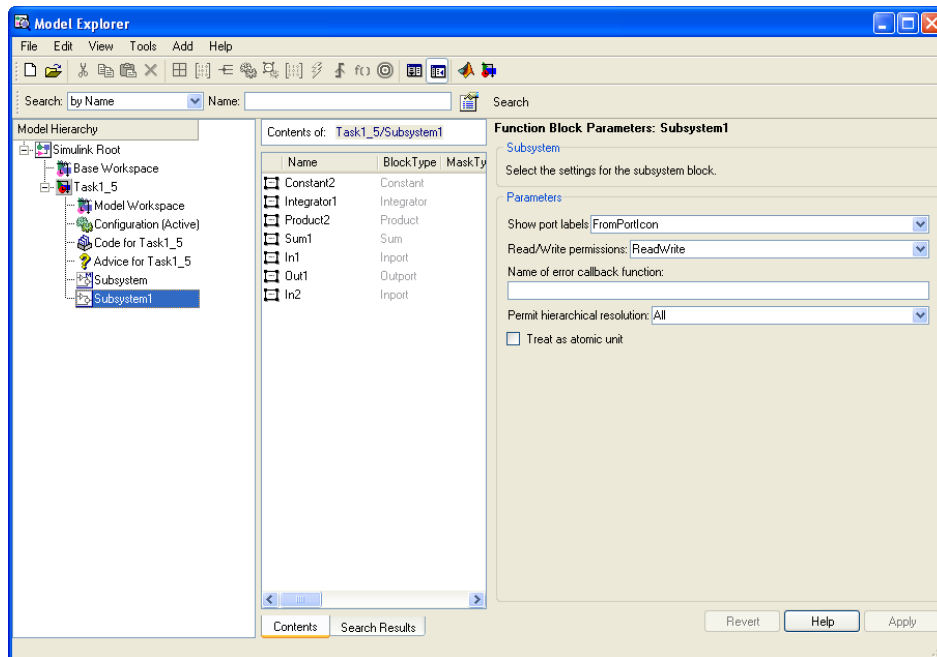 Model Explorer
File Edit View Tools Add Help
Search: by Name Name: Search
Model Hierarchy
Simulink Root
Base Workspace
Task1_5
Model Workspace
Configuration (Active)
Code for Task1_5
Advice for Task1_5
Subsystem
Subsystem1
Contents of: Task1_5/Subsystem1
Name BlockType MaskTy
Constant2 Constant
Integrator1 Integrator
Product2 Product
Sum1 Sum
In1 Inport
Out1 Outport
In2 Inport
Contents Search Results
Function Block Parameters: Subsystem1
Subsystem
Select the settings for the subsystem block.
Parameters
Show port labels FromPortIcon
Read/Write permissions: ReadWrite
Name of error callback function:
Permit hierarchical resolution: All
Treat as atomic unit
Revert Help Apply